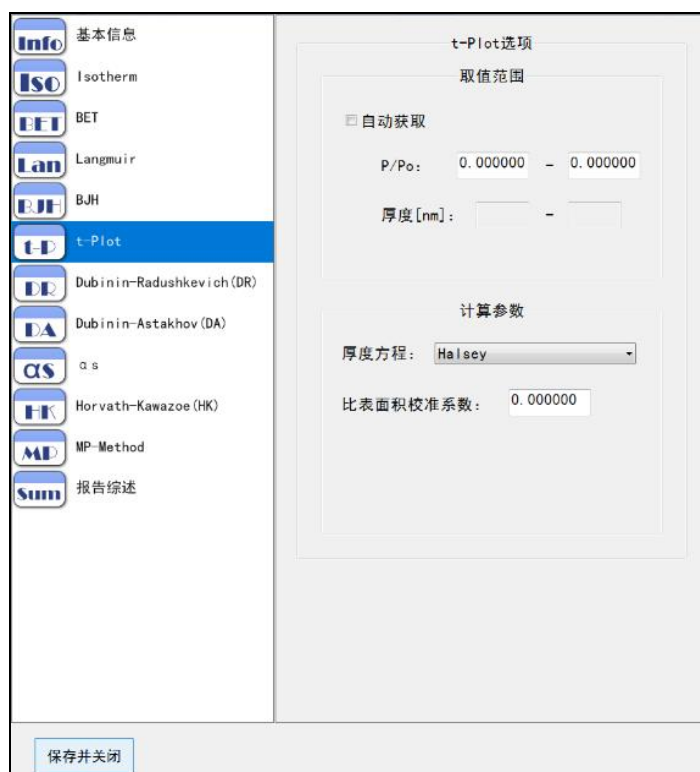 Info 基本信息
Iso Isotherm
BET BET
Lan Langmuir
BJH BJH
t-P t-Plot
DR Dubinin-Radushkevich(DR)
DA Dubinin-Astakhov(DA)
αs αs
HK Horvath-Kawazoe(HK)
MP MP-Method
Sum 报告综述
t-Plot选项
取值范围
自动获取
P/Po: 0.000000 - 0.000000
厚度[nm]: -
计算参数
厚度方程: Halsey
比表面积校准系数: 0.000000
保存并关闭